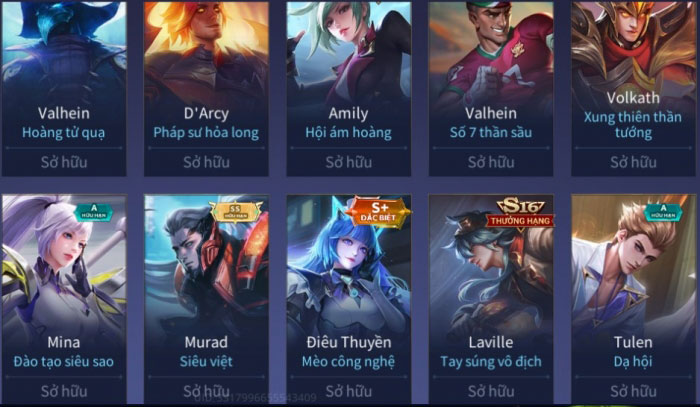 Valhein
Hoàng tử quạ
Sở hữu
D'Arcy
Pháp sư hỏa long
Sở hữu
Amily
Hội ám hoàng
Sở hữu
Valhein
Số 7 thần sầu
Sở hữu
Volkath
Xung thiên thần
tướng
Sở hữu
A
HỮU HẠN
Mina
Đào tạo siêu sao
Sở hữu
SS
HỮU HẠN
Murad
Siêu việt
Sở hữu
S+
ĐẶC BIỆT
Điêu Thuyền
Mèo công nghệ
Sở hữu
S16
THƯỞNG HẠNG
Laville
Tay súng vô địch
Sở hữu
A
HỮU HẠN
Tulen
Dạ hội
Sở hữu